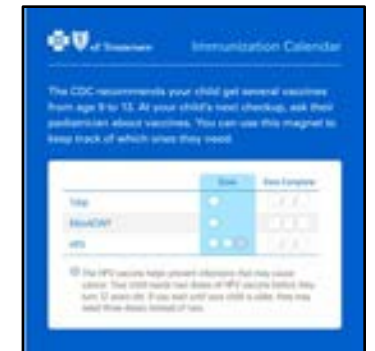 of Tennessee
Immunization Calendar
The CDC recommends your child get several vaccines
from age 9 to 13. At your child's next checkup, ask their
pediatrician about vaccines. You can use this magnet to
keep track of which ones they need.
Dose Date Complete
Tdap
MenACWY
HPV
The HPV vaccine helps prevent infections that may cause
cancer. Your child needs two doses of HPV vaccine before they
turn 15 years old. If you wait until your child is older, they may
need three doses instead of two.